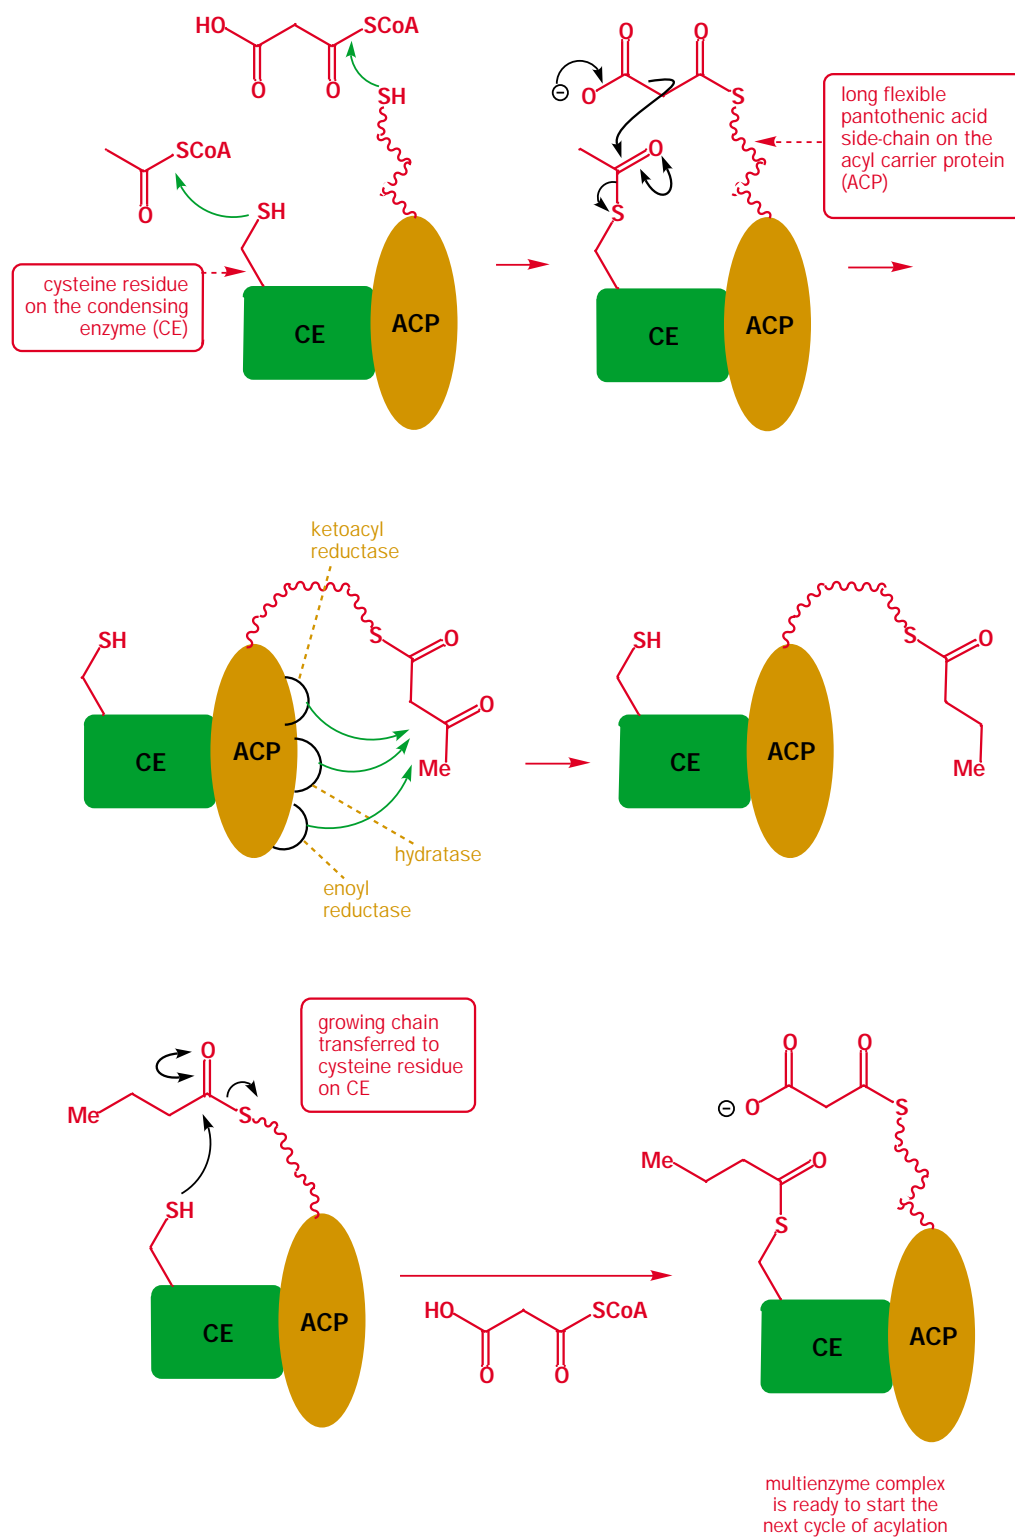 HO
SCoA
O
O
SH
SCoA
O
SH
cysteine residue
on the condensing
enzyme (CE)
CE
ACP
O
O
⊖
O
S
O
S
long flexible
pantothenic acid
side-chain on the
acyl carrier protein
(ACP)
CE
ACP
ketoacyl
reductase
SH
S
O
O
Me
CE
ACP
hydratase
enoyl
reductase
SH
S
O
Me
CE
ACP
growing chain
transferred to
cysteine residue
on CE
O
Me
S
SH
CE
ACP
HO
SCoA
O
O
O
O
⊖
O
S
Me
O
S
CE
ACP
multienzyme complex
is ready to start the
next cycle of acylation